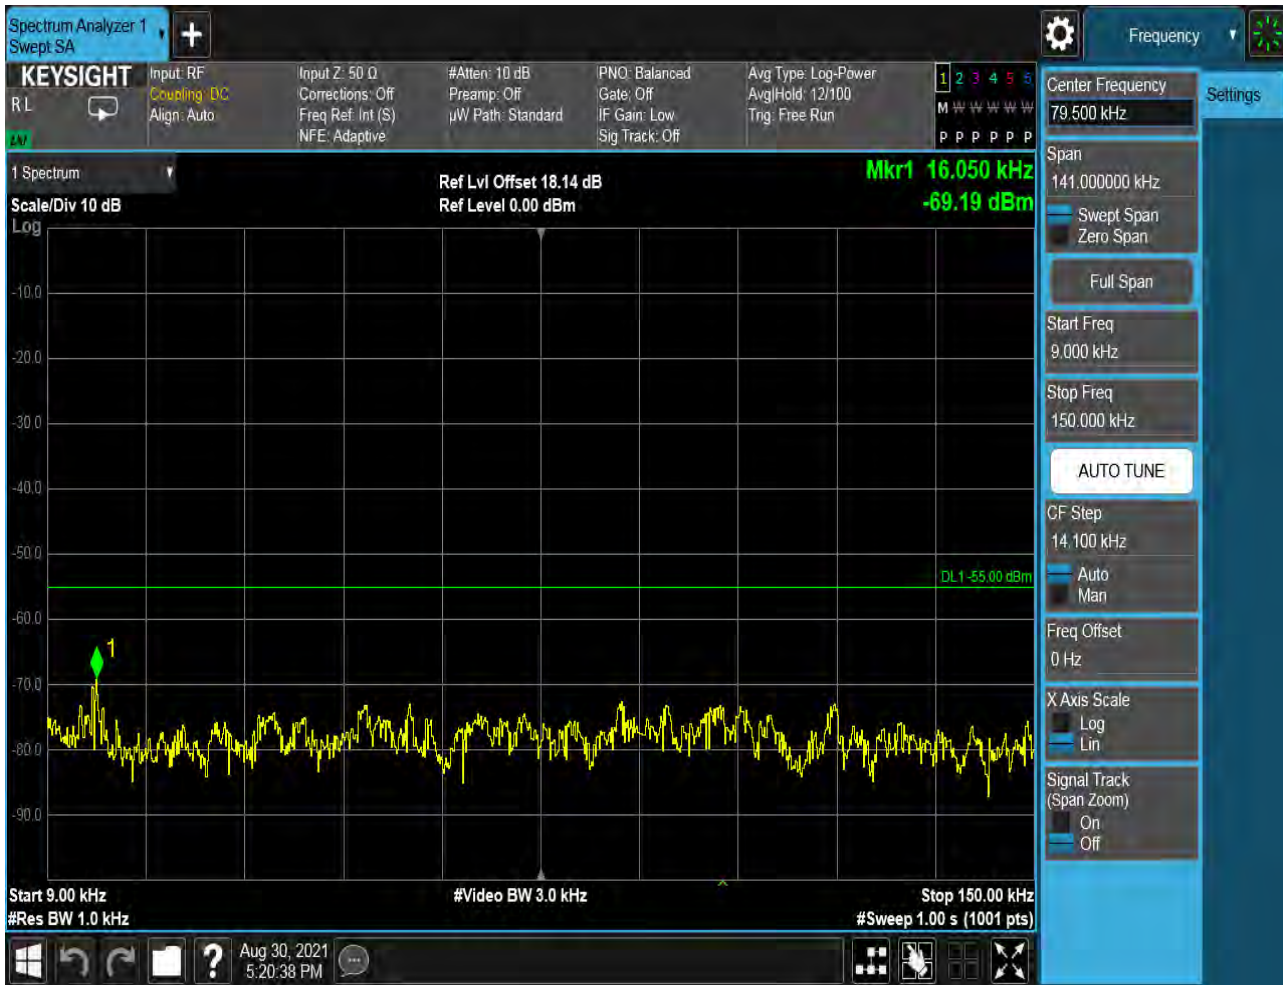 Spectrum Analyzer 1
Swept SA
Frequency
KEYSIGHT
R L
LXI
Input: RF
Coupling: DC
Align: Auto
Input Z: 50 Ω
Corrections: Off
Freq Ref: Int (S)
NFE: Adaptive
#Atten: 10 dB
Preamp: Off
µW Path: Standard
PNO: Balanced
Gate: Off
IF Gain: Low
Sig Track: Off
Avg Type: Log-Power
Avg|Hold: 12/100
Trig: Free Run
1 2 3 4 5 6
M W W W W W
P P P P P P
1 Spectrum
Scale/Div 10 dB
Log
Ref Lvl Offset 18.14 dB
Ref Level 0.00 dBm
Mkr1 16.050 kHz
-69.19 dBm
-10.0
-20.0
-30.0
-40.0
-50.0
DL1 -55.00 dBm
-60.0
1
-70.0
-80.0
-90.0
Start 9.00 kHz
#Res BW 1.0 kHz
#Video BW 3.0 kHz
Stop 150.00 kHz
#Sweep 1.00 s (1001 pts)
Aug 30, 2021
5:20:38 PM
Settings
Center Frequency
79.500 kHz
Span
141.000000 kHz
Swept Span
Zero Span
Full Span
Start Freq
9.000 kHz
Stop Freq
150.000 kHz
AUTO TUNE
CF Step
14.100 kHz
Auto
Man
Freq Offset
0 Hz
X Axis Scale
Log
Lin
Signal Track
(Span Zoom)
On
Off